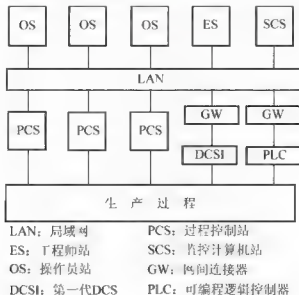 OS OS OS ES SCS
LAN
PCS PCS PCS GW GW
DCSI PLC
生产过程
LAN：局域网 PCS：过程控制站
ES：工程师站 SCS：监控计算机站
OS：操作员站 GW：网间连接器
DCSI：第一代DCS PLC：可编程逻辑控制器